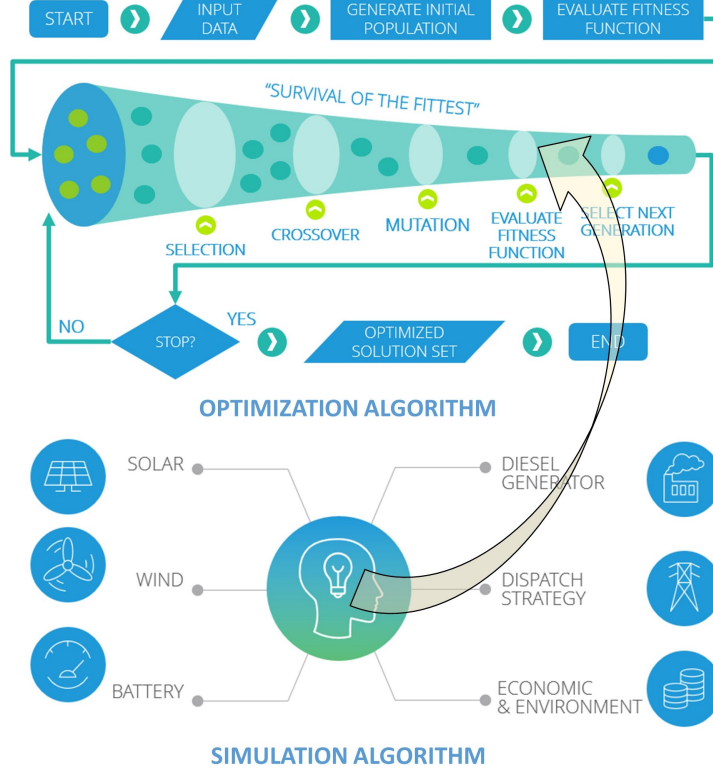 START
INPUT
DATA
GENERATE INITIAL
POPULATION
EVALUATE FITNESS
FUNCTION
"SURVIVAL OF THE FITTEST"
SELECTION
CROSSOVER
MUTATION
EVALUATE
FITNESS
FUNCTION
SELECT NEXT
GENERATION
NO
STOP?
YES
OPTIMIZED
SOLUTION SET
END
OPTIMIZATION ALGORITHM
SOLAR
DIESEL
GENERATOR
WIND
DISPATCH
STRATEGY
BATTERY
ECONOMIC
& ENVIRONMENT
SIMULATION ALGORITHM